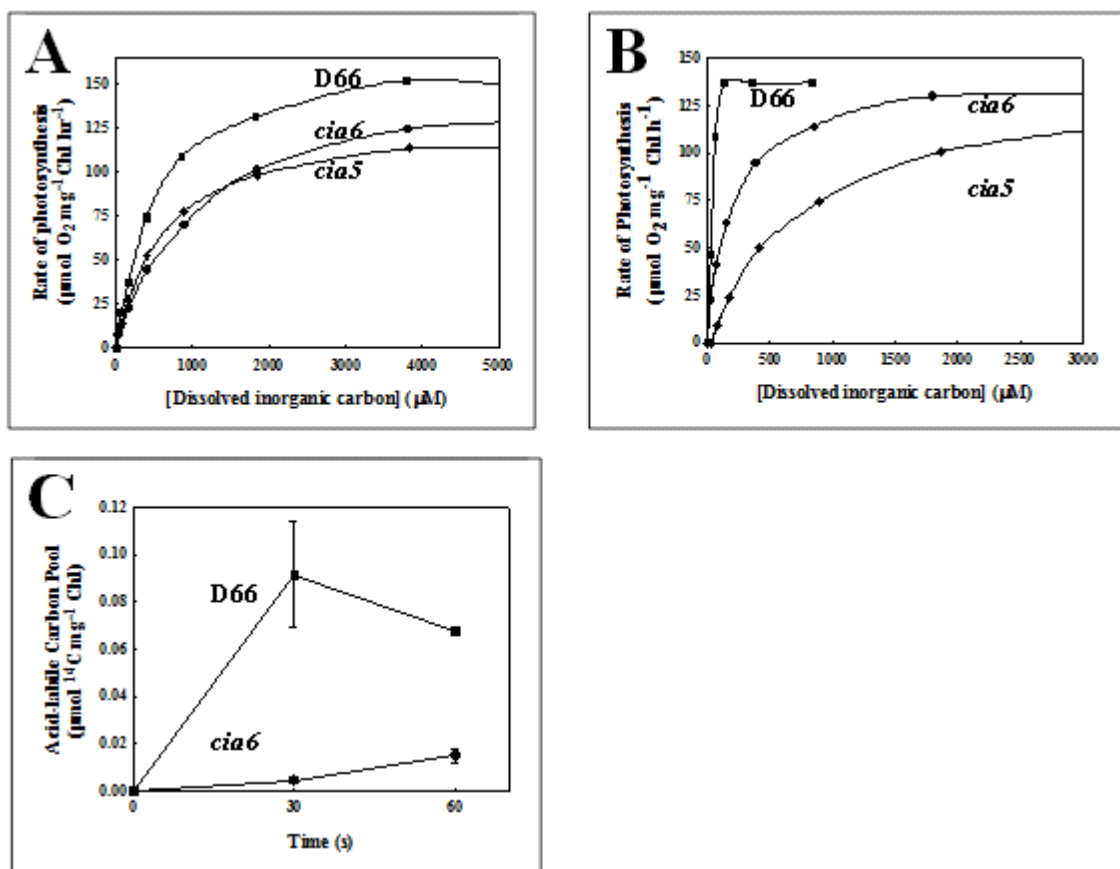 A
Rate of photosynthesis
(µmol O₂ mg⁻¹ Chl hr⁻¹)
150
125
100
75
50
25
0
D66
cia6
cia5
0 1000 2000 3000 4000 5000
[Dissolved inorganic carbon] (µM)
B
Rate of Photosynthesis
(µmol O₂ mg⁻¹ Chl h⁻¹)
150
125
100
75
50
25
0
D66
cia6
cia5
0 500 1000 1500 2000 2500 3000
[Dissolved inorganic carbon] (µM)
C
Acid-labile Carbon Pool
(µmol ¹⁴C mg⁻¹ Chl)
0.12
0.10
0.08
0.06
0.04
0.02
0.00
D66
cia6
0 30 60
Time (s)